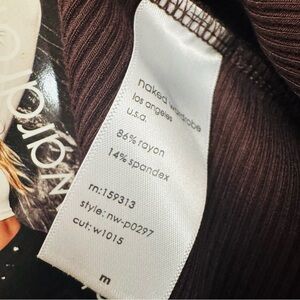 naked wardrobe
los angeles
u.s.a.
86% rayon
14% spandex
rn:159313
style: nw-p0297
cut: w1015
m